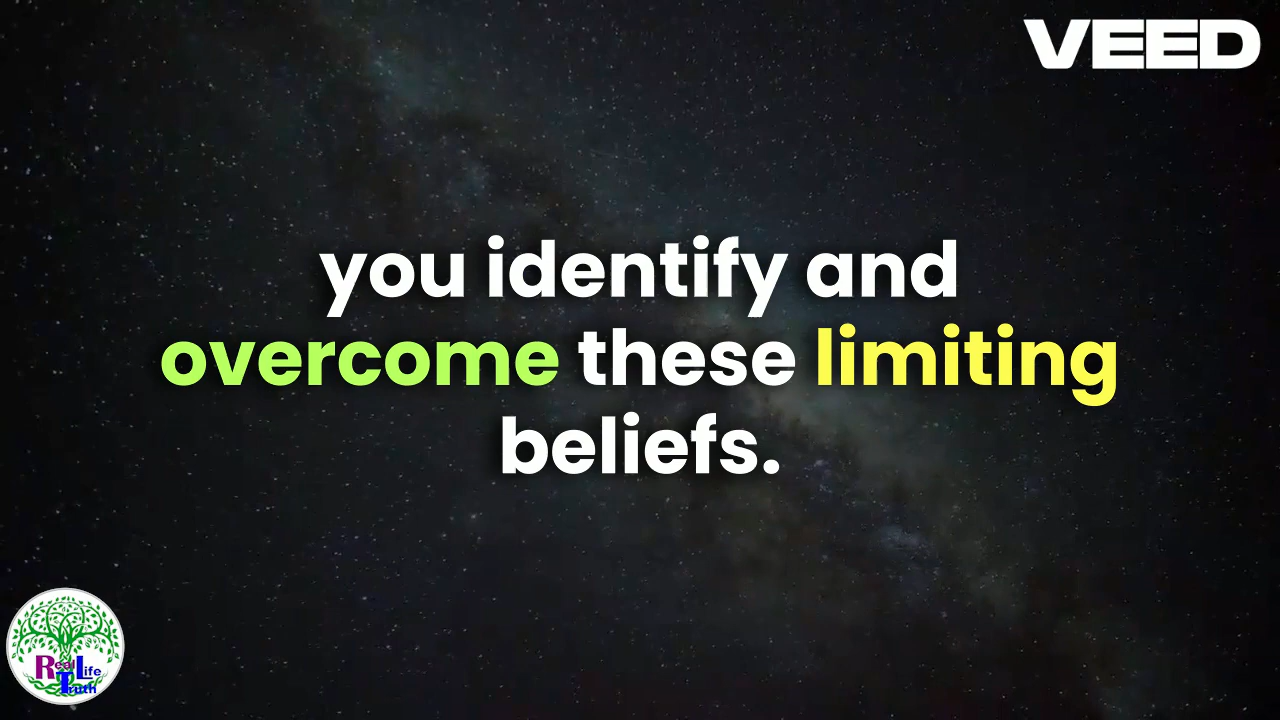 VEED
you identify and
overcome these limiting
beliefs.
Real Life
Truth